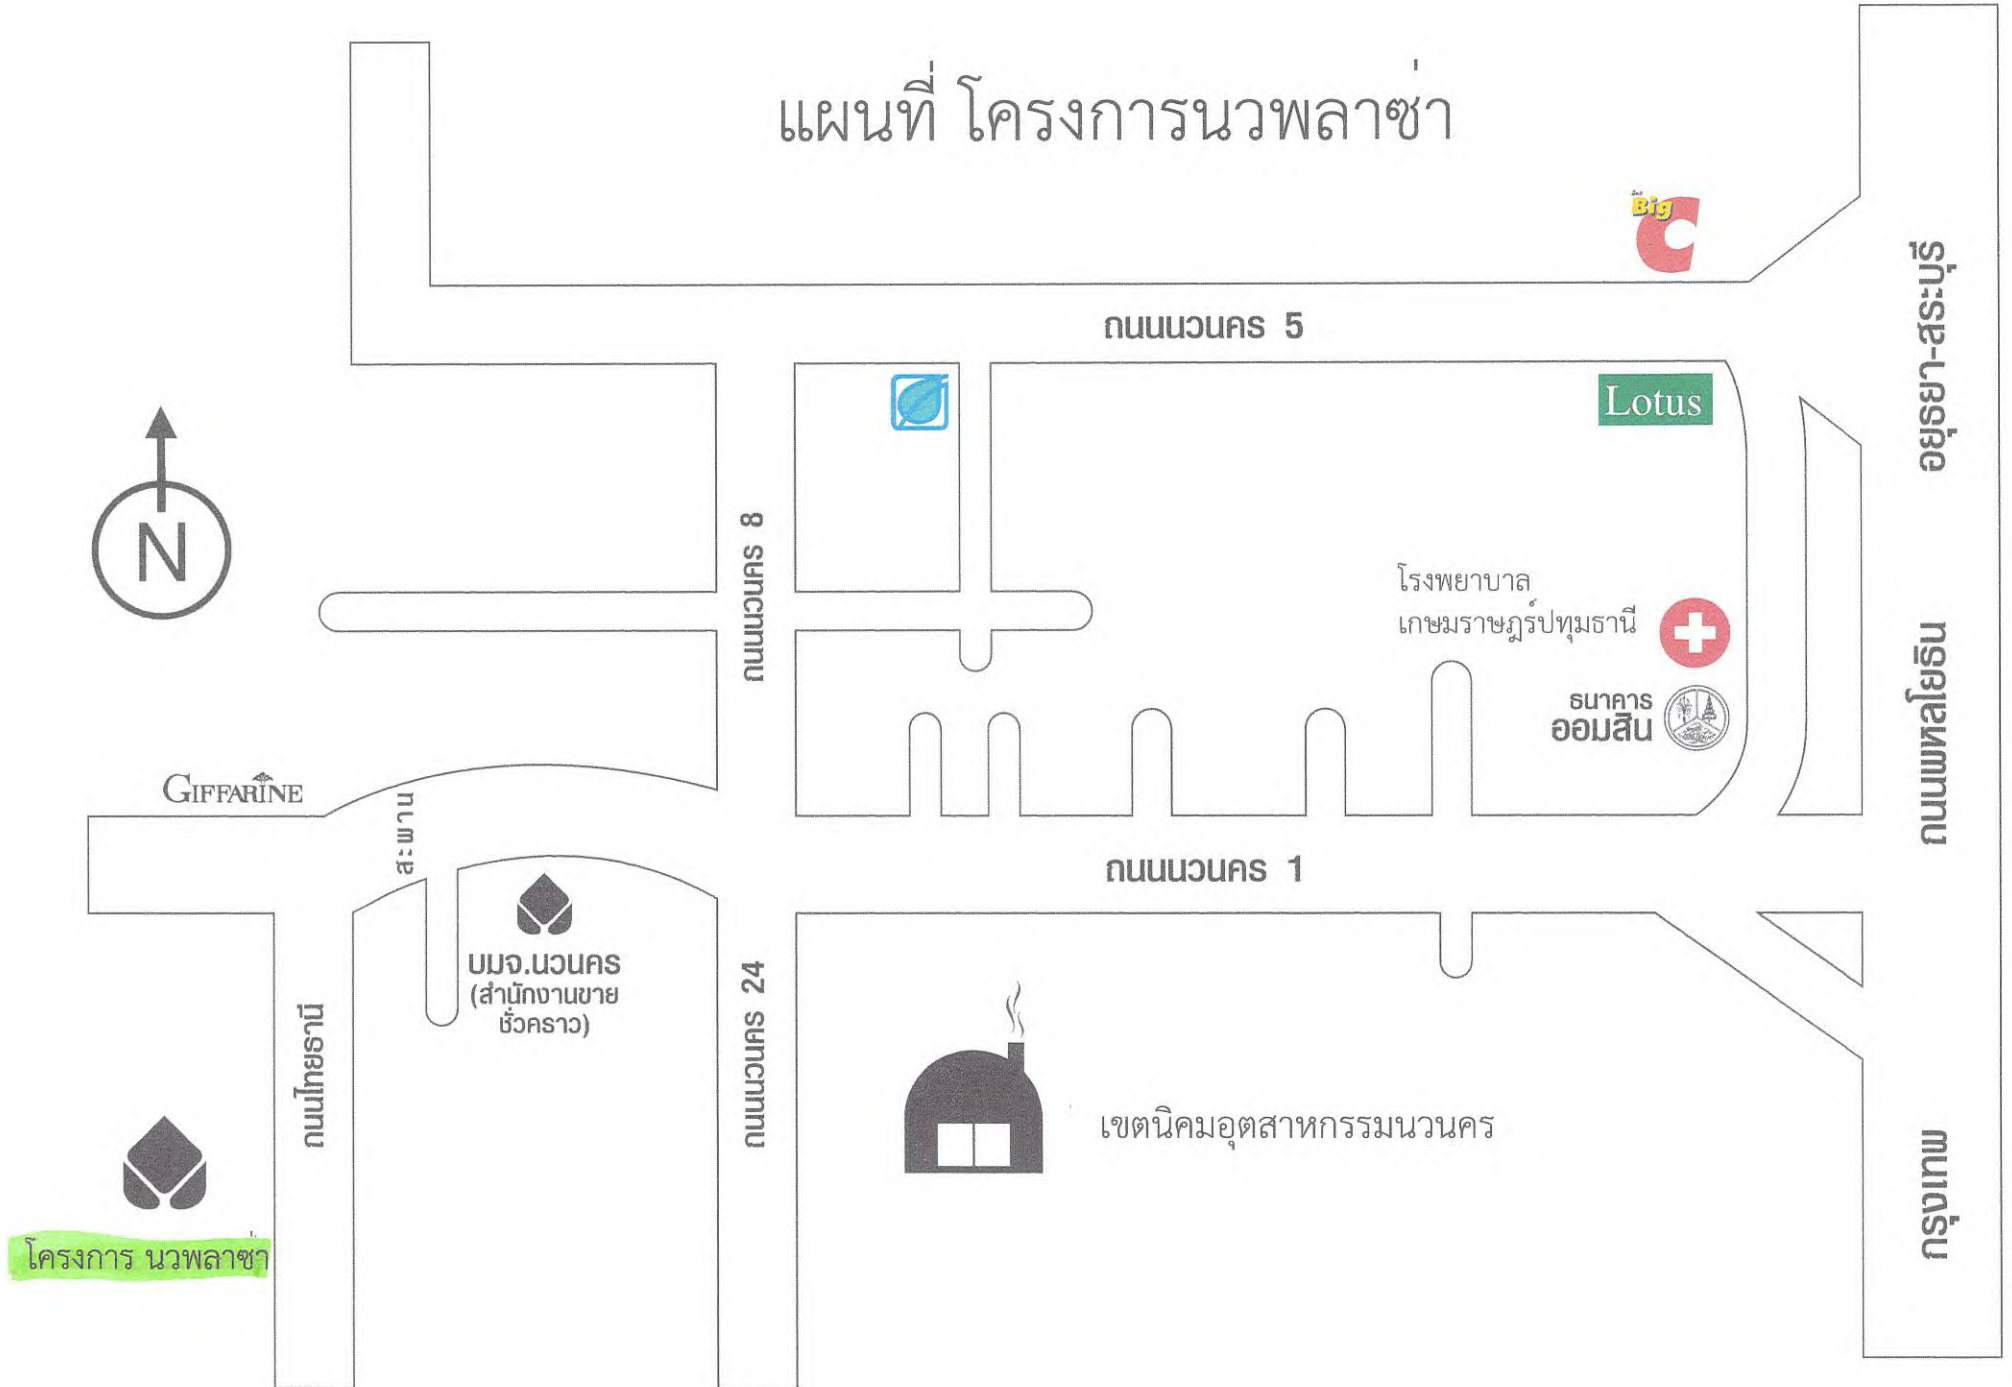 แผนที่ โครงการนวพลาซ่า
Big
C
อยุธยา-สระบุรี
ถนนนวนคร 5
Lotus
N
ถนนนวนคร 8
โรงพยาบาล
เกษมราษฎร์ปทุมธานี
ธนาคาร
ออมสิน
ถนนพหลโยธิน
GIFFARINE
สะพาน
ถนนนวนคร 1
บมจ.นวนคร
(สำนักงานขาย
ชั่วคราว)
ถนนไทยธานี
ถนนนวนคร 24
เขตนิคมอุตสาหกรรมนวนคร
กรุงเทพ
โครงการ นวพลาซ่า